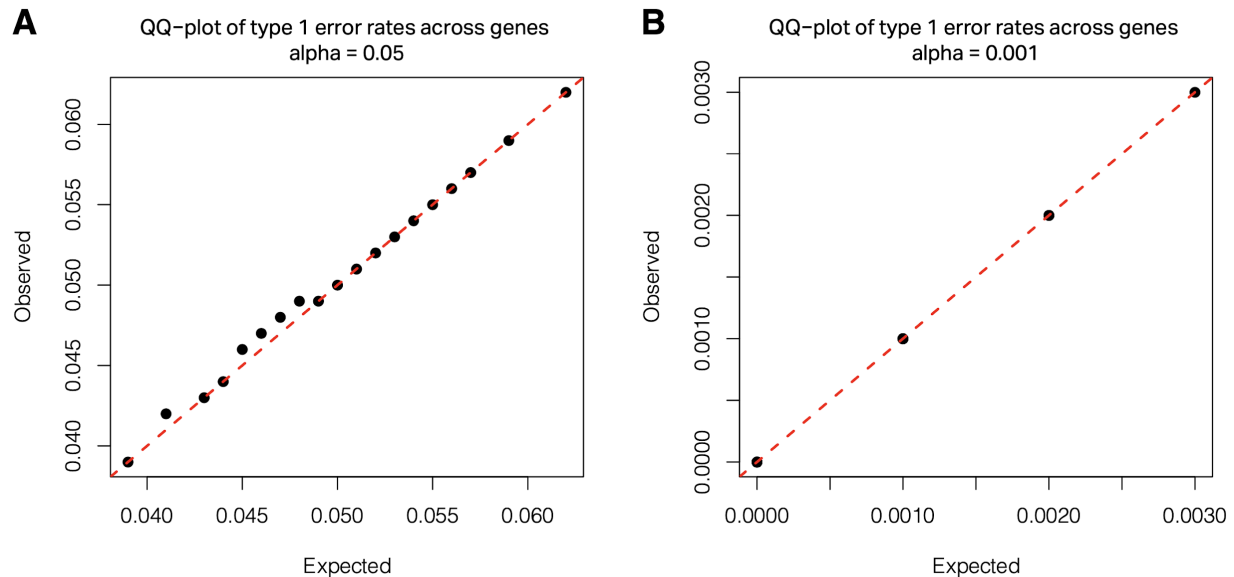 A
QQ−plot of type 1 error rates across genes
alpha = 0.05
Observed
0.060
0.055
0.050
0.045
0.040
0.040 0.045 0.050 0.055 0.060
Expected
B
QQ−plot of type 1 error rates across genes
alpha = 0.001
Observed
0.0030
0.0020
0.0010
0.0000
0.0000 0.0010 0.0020 0.0030
Expected